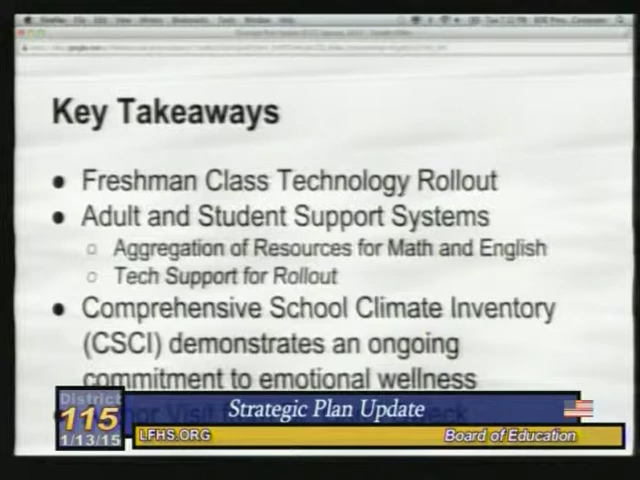 Key Takeaways
● Freshman Class Technology Rollout
● Adult and Student Support Systems
○ Aggregation of Resources for Math and English
○ Tech Support for Rollout
● Comprehensive School Climate Inventory
(CSCI) demonstrates an ongoing
commitment to emotional wellness
District
115
1/13/15
Strategic Plan Update
LFHS.ORG
Board of Education